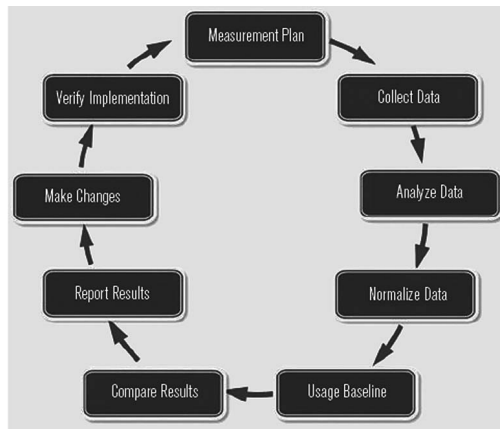 Measurement Plan
Collect Data
Analyze Data
Normalize Data
Usage Baseline
Compare Results
Report Results
Make Changes
Verify Implementation